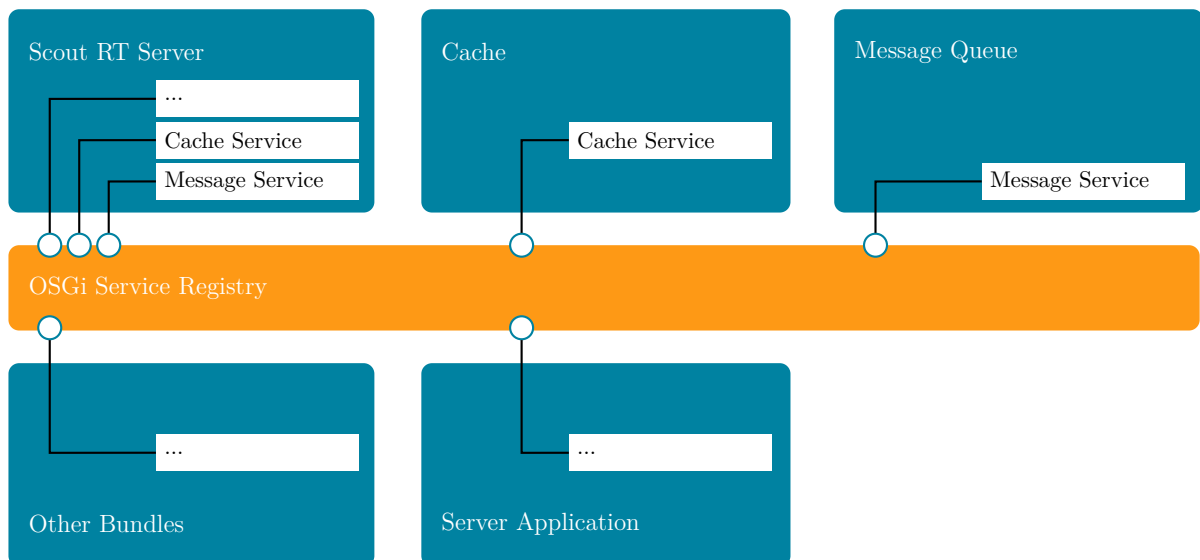 Scout RT Server
...
Cache Service
Message Service
Cache
Cache Service
Message Queue
Message Service
OSGi Service Registry
...
Other Bundles
...
Server Application